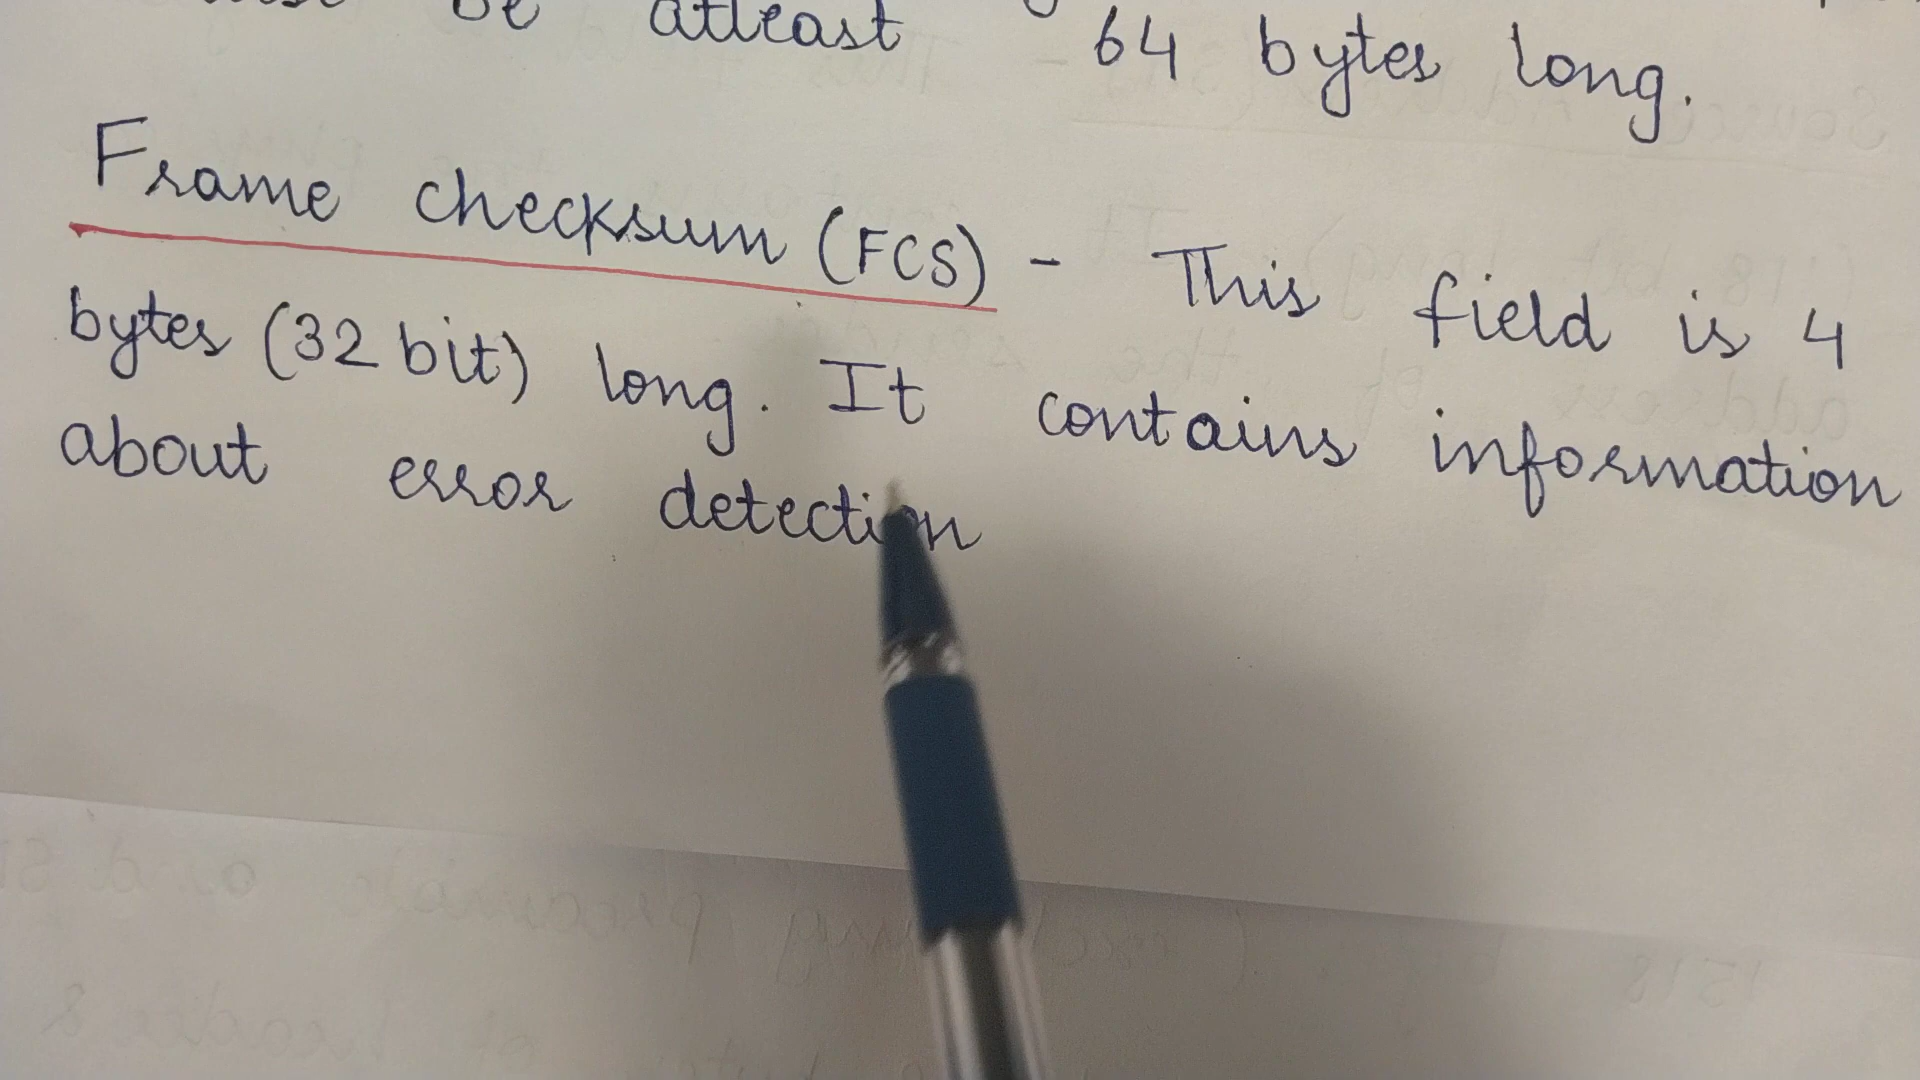 be atleast 64 bytes long.
Frame checksum (FCS) - This field is 4
bytes (32 bit) long. It contains information
about error detection